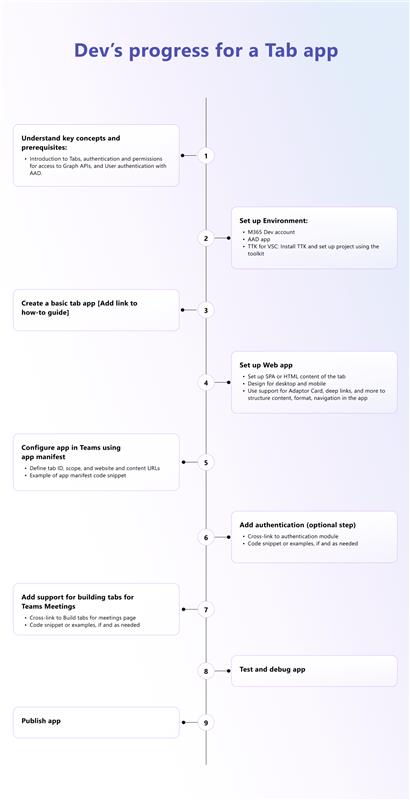 Dev's progress for a Tab app
Understand key concepts and
prerequisites:
• Introduction to Tabs, authentication and permissions
for access to Graph APIs, and User authentication with
AAD.
1
Set up Environment:
• M365 Dev account
• AAD app
• TTK for VSC: Install TTK and set up project using the
toolkit
2
Create a basic tab app [Add link to
how-to guide]
3
Set up Web app
• Set up SPA or HTML content of the tab
• Design for desktop and mobile
• Use support for Adaptor Card, deep links, and more to
structure content, format, navigation in the app
4
Configure app in Teams using
app manifest
• Define tab ID, scope, and website and content URLs
• Example of app manifest code snippet
5
Add authentication (optional step)
• Cross-link to authentication module
• Code snippet or examples, if and as needed
6
Add support for building tabs for
Teams Meetings
• Cross-link to Build tabs for meetings page
• Code snippet or examples, if and as needed
7
Test and debug app
8
Publish app
9